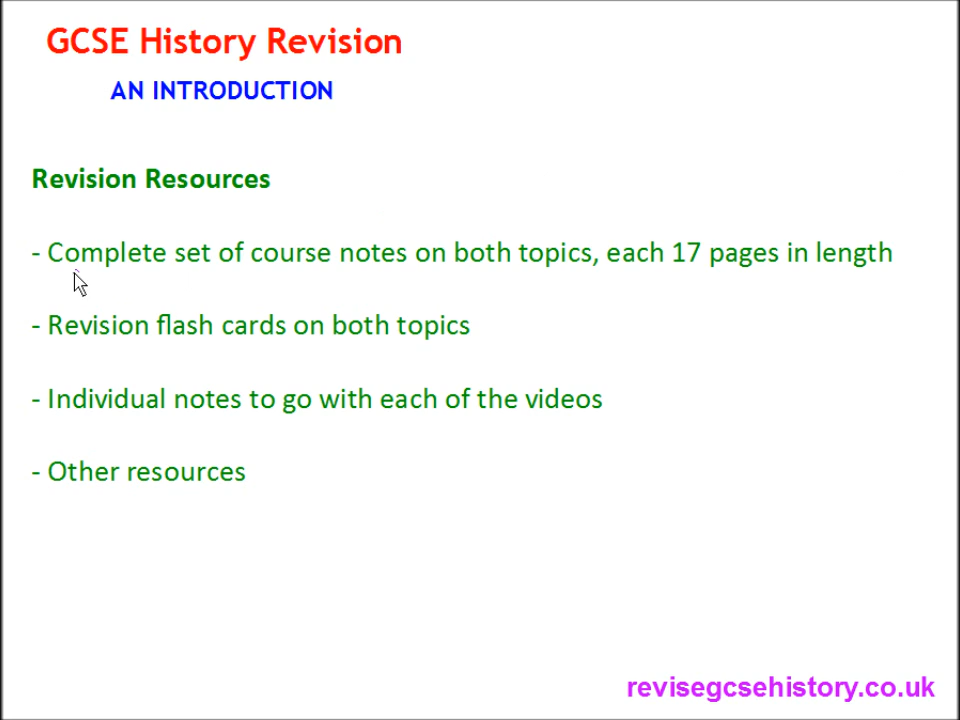 GCSE History Revision
AN INTRODUCTION
Revision Resources
- Complete set of course notes on both topics, each 17 pages in length
- Revision flash cards on both topics
- Individual notes to go with each of the videos
- Other resources
revisegcsehistory.co.uk